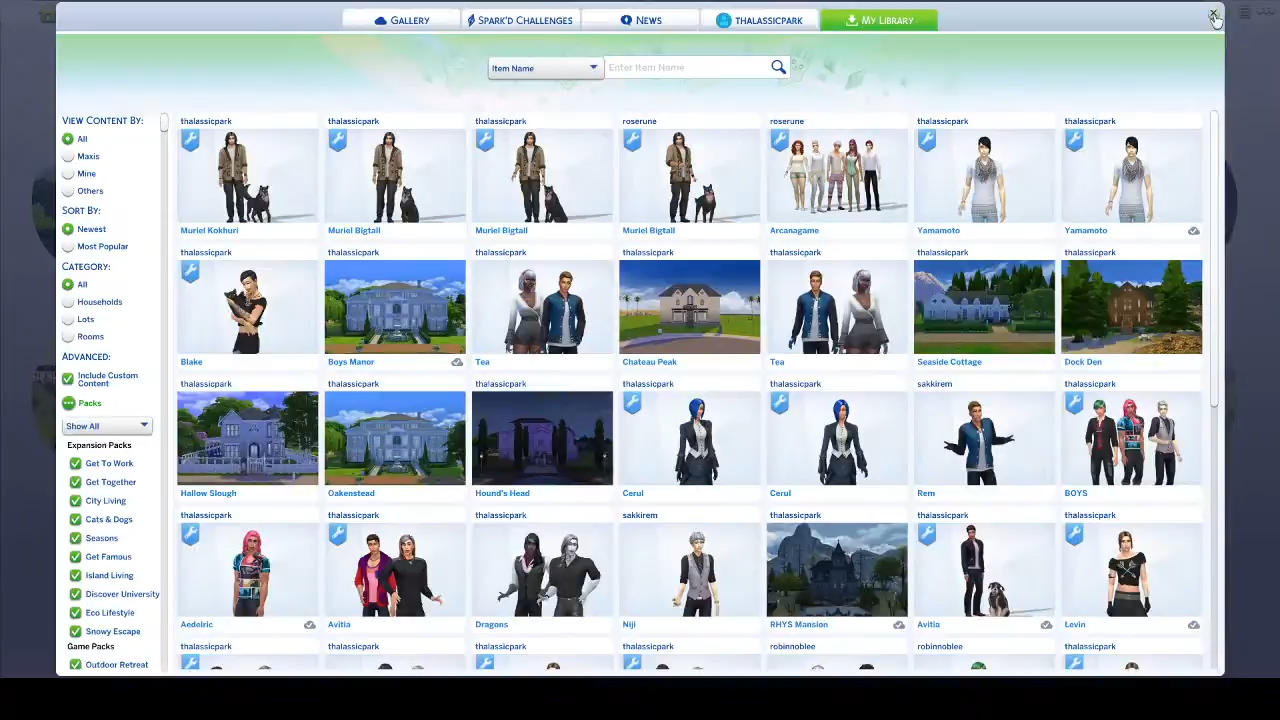 GALLERY
SPARK'D CHALLENGES
NEWS
THALASSICPARK
MY LIBRARY
Item Name
Enter Item Name
VIEW CONTENT BY:
All
Maxis
Mine
Others
SORT BY:
Newest
Most Popular
CATEGORY:
All
Households
Lots
Rooms
ADVANCED:
Include Custom
Content
Packs
Show All
Expansion Packs
Get To Work
Get Together
City Living
Cats & Dogs
Seasons
Get Famous
Island Living
Discover University
Eco Lifestyle
Snowy Escape
Game Packs
Outdoor Retreat
thalassicpark thalassicpark thalassicpark roserune roserune thalassicpark thalassicpark
Muriel Kokhuri Muriel Bigtall Muriel Bigtall Muriel Bigtall Arcanagame Yamamoto Yamamoto
thalassicpark thalassicpark thalassicpark thalassicpark thalassicpark thalassicpark thalassicpark
Blake Boys Manor Tea Chateau Peak Tea Seaside Cottage Dock Den
thalassicpark thalassicpark thalassicpark thalassicpark thalassicpark sakkirem thalassicpark
Hallow Slough Oakenstead Hound's Head Cerul Cerul Rem BOYS
thalassicpark thalassicpark thalassicpark sakkirem thalassicpark thalassicpark thalassicpark
Aedelric Avitia Dragons Niji RHYS Mansion Avitia Levin
thalassicpark thalassicpark thalassicpark thalassicpark robinnoblee robinnoblee thalassicpark